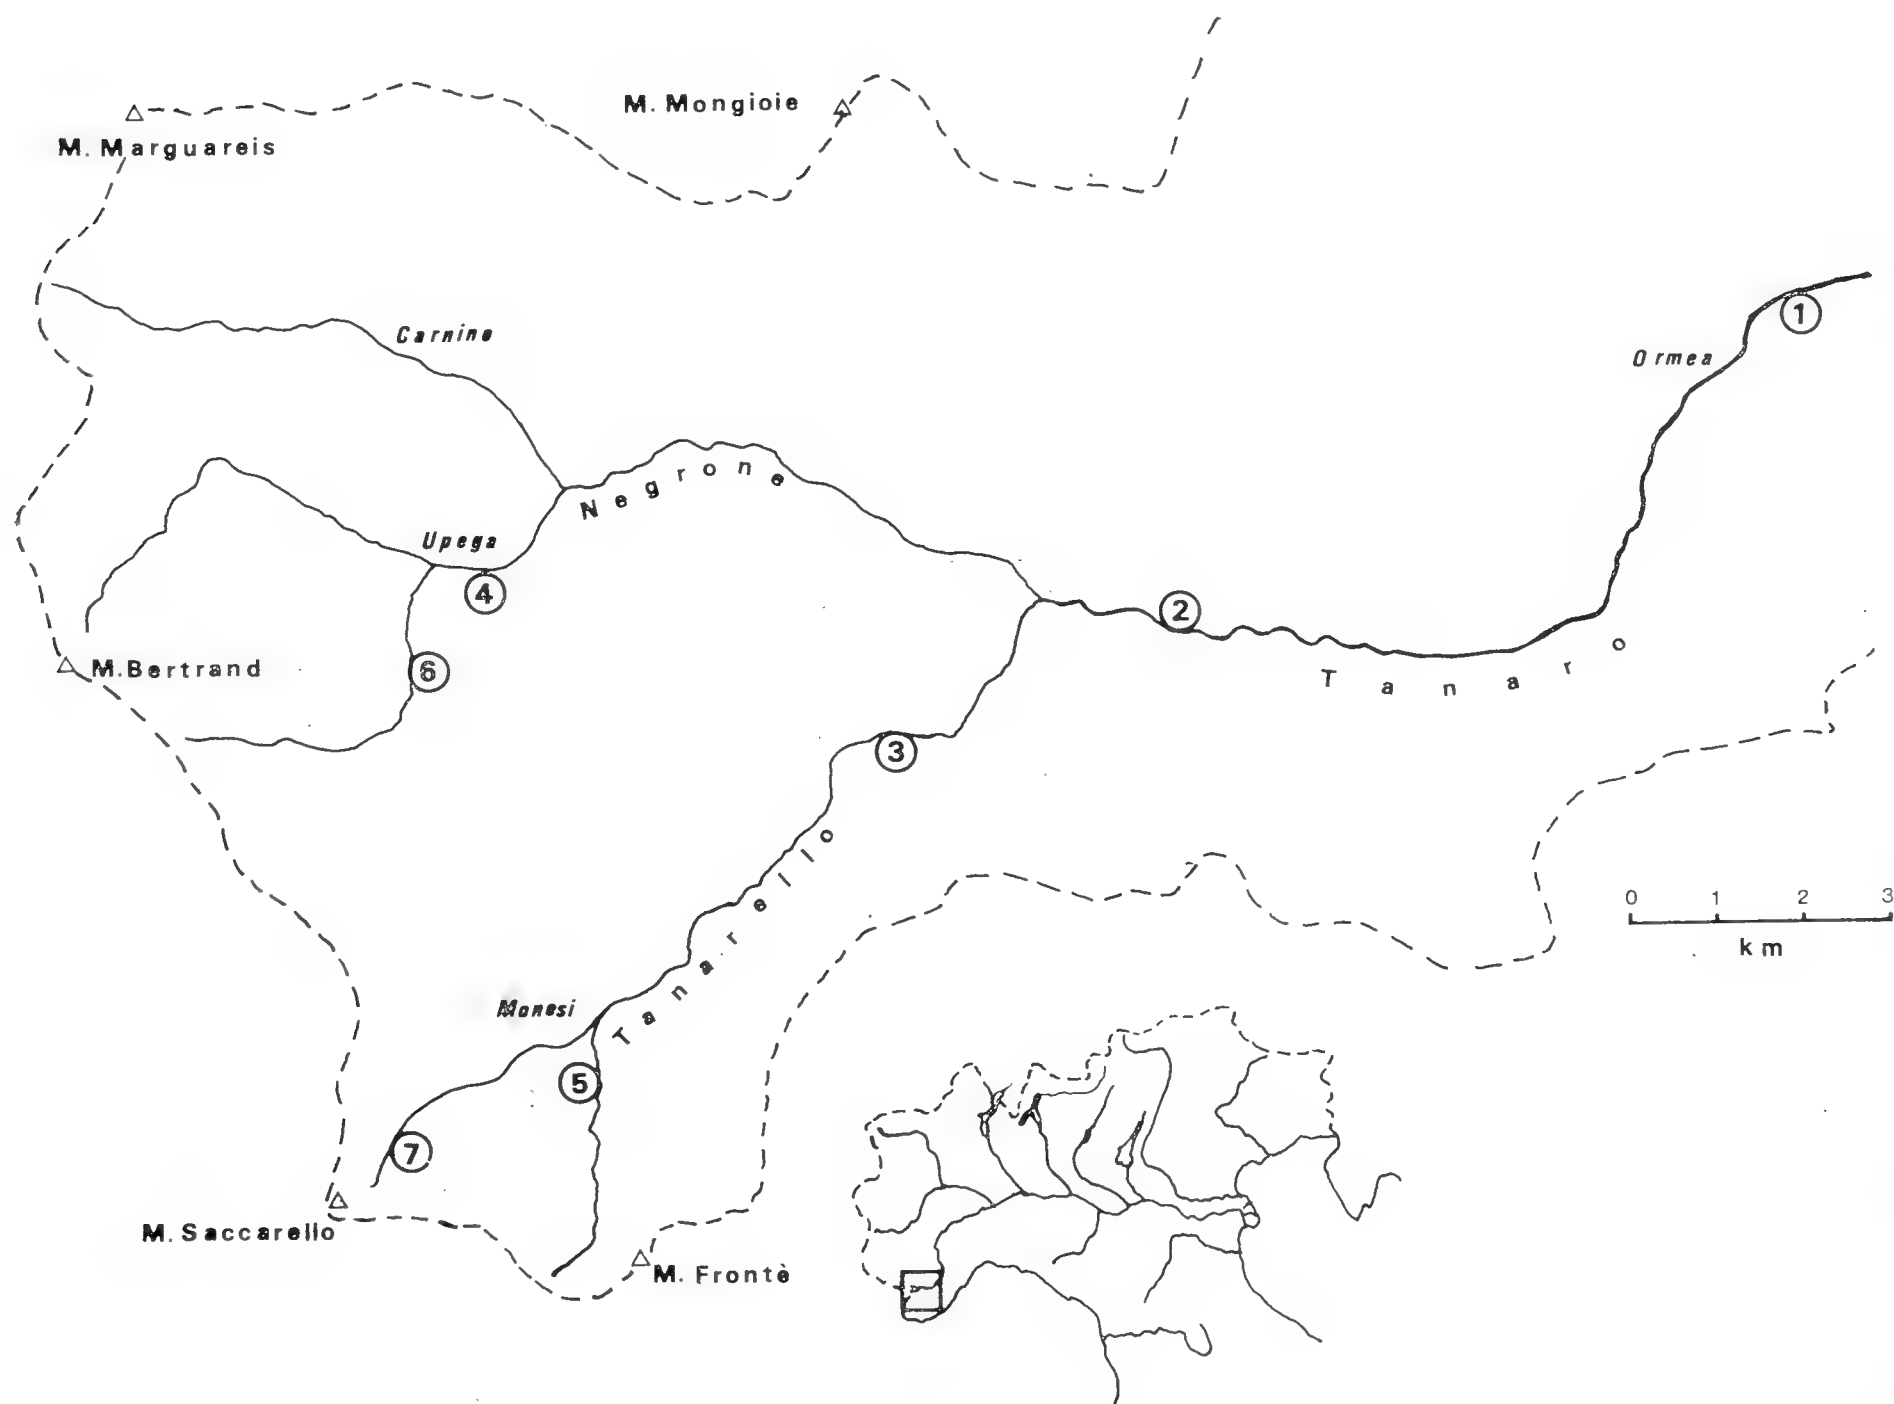 M. Mongioie
M. Marguareis
1
Carnino
Ormea
Negrone
Upega
4
2
6
M. Bertrand
Tanaro
3
Tanarello
0 1 2 3
km
Monesi
5
7
M. Saccarello
M. Frontè